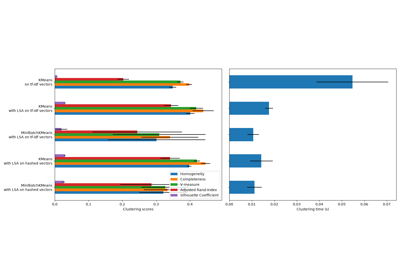 KMeans
on tf-idf vectors
KMeans
with LSA on tf-idf vectors
MiniBatchKMeans
with LSA on tf-idf vectors
KMeans
with LSA on hashed vectors
MiniBatchKMeans
with LSA on hashed vectors
Homogeneity
Completeness
V-measure
Adjusted Rand-Index
Silhouette Coefficient
0.0 0.1 0.2 0.3 0.4
Clustering scores
0.00 0.01 0.02 0.03 0.04 0.05 0.06 0.07
Clustering time (s)